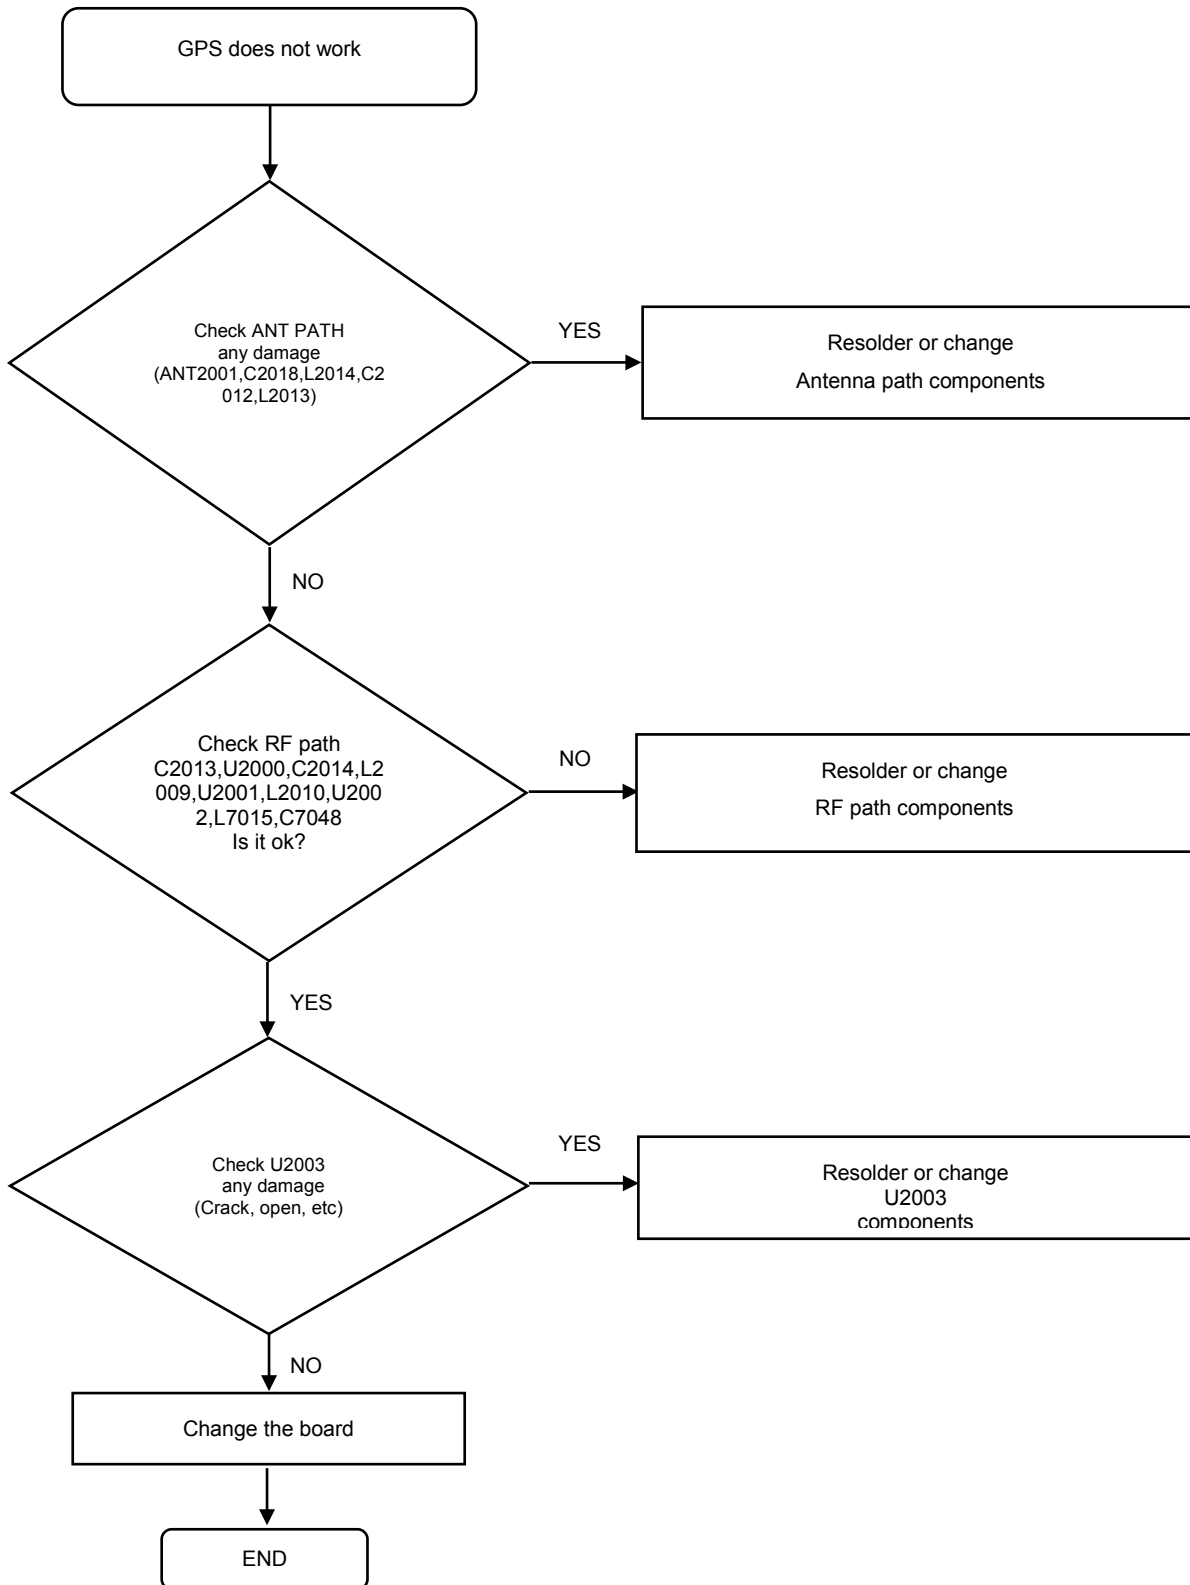 GPS does not work
Check ANT PATH
any damage
(ANT2001,C2018,L2014,C2
012,L2013)
YES
Resolder or change
Antenna path components
NO
Check RF path
C2013,U2000,C2014,L2
009,U2001,L2010,U200
2,L7015,C7048
Is it ok?
NO
Resolder or change
RF path components
YES
Check U2003
any damage
(Crack, open, etc)
YES
Resolder or change
U2003
components
NO
Change the board
END